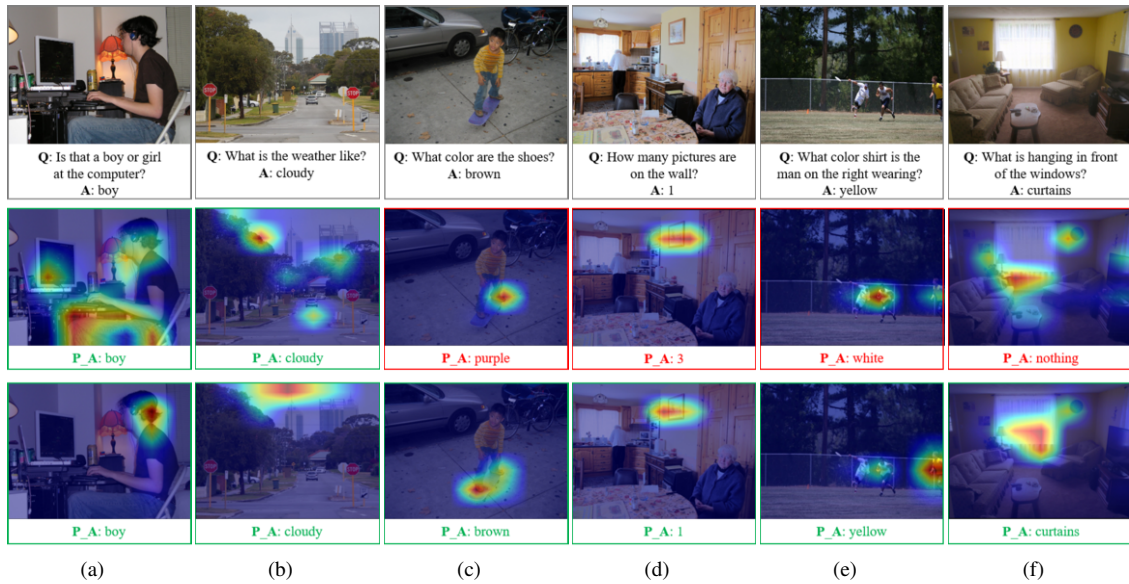 Q: Is that a boy or girl
at the computer?
A: boy
Q: What is the weather like?
A: cloudy
Q: What color are the shoes?
A: brown
Q: How many pictures are
on the wall?
A: 1
Q: What color shirt is the
man on the right wearing?
A: yellow
Q: What is hanging in front
of the windows?
A: curtains
P_A: boy
P_A: cloudy
P_A: purple
P_A: 3
P_A: white
P_A: nothing
P_A: boy
P_A: cloudy
P_A: brown
P_A: 1
P_A: yellow
P_A: curtains
(a)
(b)
(c)
(d)
(e)
(f)
STOP
STOP